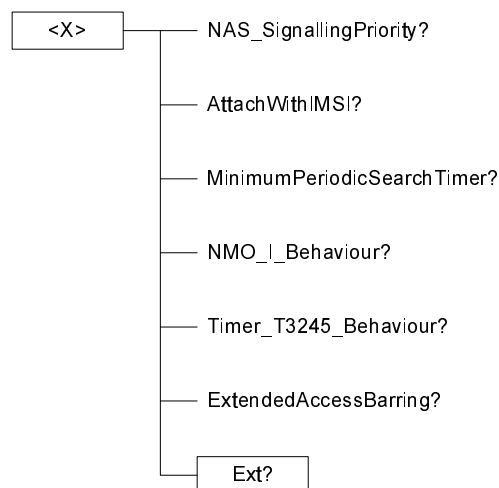 <X>
NAS_SignallingPriority?
AttachWithIMSI?
MinimumPeriodicSearchTimer?
NMO_I_Behaviour?
Timer_T3245_Behaviour?
ExtendedAccessBarring?
Ext?